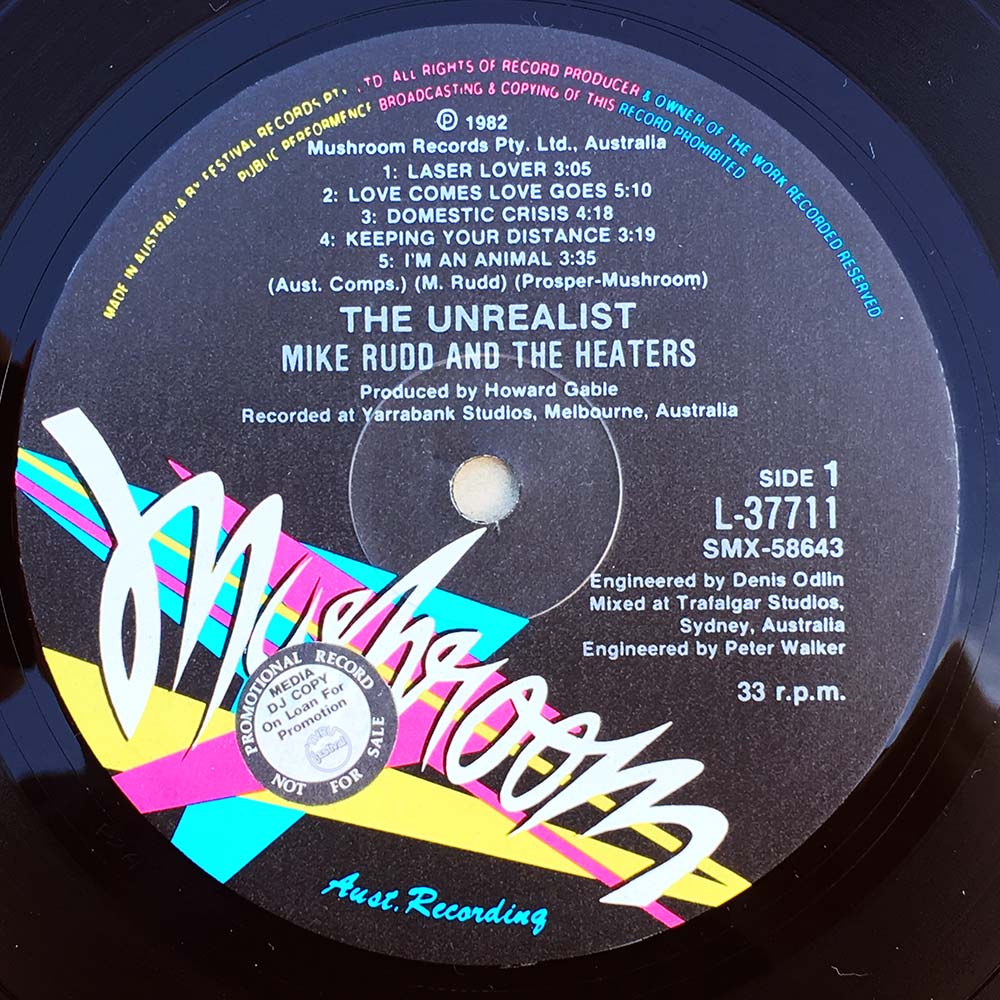 MADE IN AUSTRALIA BY FESTIVAL RECORDS PTY. LTD. ALL RIGHTS OF RECORD PRODUCER & OWNER OF THE WORK RECORDED RESERVED
PUBLIC PERFORMENCE BROADCASTING & COPYING OF THIS RECORD PROHIBITED
Ⓟ 1982
Mushroom Records Pty. Ltd., Australia
1: LASER LOVER 3:05
2: LOVE COMES LOVE GOES 5:10
3: DOMESTIC CRISIS 4:18
4: KEEPING YOUR DISTANCE 3:19
5: I'M AN ANIMAL 3:35
(Aust. Comps.) (M. Rudd) (Prosper-Mushroom)
THE UNREALIST
MIKE RUDD AND THE HEATERS
Produced by Howard Gable
Recorded at Yarrabank Studios, Melbourne, Australia
SIDE 1
L-37711
SMX-58643
Engineered by Denis Odlin
Mixed at Trafalgar Studios,
Sydney, Australia
Engineered by Peter Walker
33 r.p.m.
Mushroom
PROMOTIONAL RECORD
MEDIA
DJ COPY
On Loan For
Promotion
Festival
NOT FOR SALE
Aust. Recording